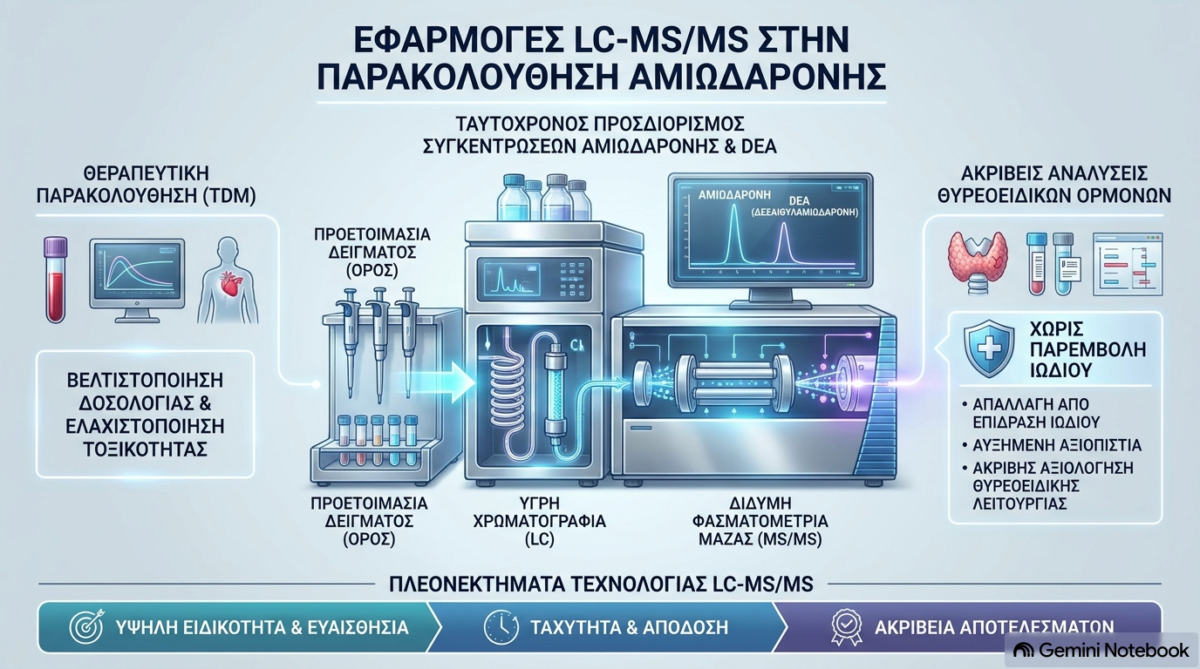 ΕΦΑΡΜΟΓΕΣ LC-MS/MS ΣΤΗΝ
ΠΑΡΑΚΟΛΟΥΘΗΣΗ ΑΜΙΩΔΑΡΟΝΗΣ
ΤΑΥΤΟΧΡΟΝΟΣ ΠΡΟΣΔΙΟΡΙΣΜΟΣ
ΣΥΓΚΕΝΤΡΩΣΕΩΝ ΑΜΙΩΔΑΡΟΝΗΣ & DEA
ΘΕΡΑΠΕΥΤΙΚΗ
ΠΑΡΑΚΟΛΟΥΘΗΣΗ (TDM)
ΒΕΛΤΙΣΤΟΠΟΙΗΣΗ
ΔΟΣΟΛΟΓΙΑΣ &
ΕΛΑΧΙΣΤΟΠΟΙΗΣΗ
ΤΟΞΙΚΟΤΗΤΑΣ
ΠΡΟΕΤΟΙΜΑΣΙΑ
ΔΕΙΓΜΑΤΟΣ
(ΟΡΟΣ)
ΑΜΙΩΔΑΡΟΝΗ
DEA
(ΔΕΕΑΙΘΥΛΑΜΙΩΔΑΡΟΝΗ)
ΠΡΟΕΤΟΙΜΑΣΙΑ
ΔΕΙΓΜΑΤΟΣ
(ΟΡΟΣ)
ΥΓΡΗ
ΧΡΩΜΑΤΟΓΡΑΦΙΑ
(LC)
ΔΙΔΥΜΗ
ΦΑΣΜΑΤΟΜΕΤΡΙΑ
ΜΑΖΑΣ (MS/MS)
ΑΚΡΙΒΕΙΣ ΑΝΑΛΥΣΕΙΣ
ΘΥΡΕΟΕΙΔΙΚΩΝ ΟΡΜΟΝΩΝ
ΧΩΡΙΣ
ΠΑΡΕΜΒΟΛΗ
ΙΩΔΙΟΥ
• ΑΠΑΛΛΑΓΗ ΑΠΟ
ΕΠΙΔΡΑΣΗ ΙΩΔΙΟΥ
• ΑΥΞΗΜΕΝΗ ΑΞΙΟΠΙΣΤΙΑ
• ΑΚΡΙΒΗΣ ΑΞΙΟΛΟΓΗΣΗ
ΘΥΡΕΟΕΙΔΙΚΗΣ
ΛΕΙΤΟΥΡΓΙΑΣ
ΠΛΕΟΝΕΚΤΗΜΑΤΑ ΤΕΧΝΟΛΟΓΙΑΣ LC-MS/MS
ΥΨΗΛΗ ΕΙΔΙΚΟΤΗΤΑ & ΕΥΑΙΣΘΗΣΙΑ
ΤΑΧΥΤΗΤΑ & ΑΠΟΔΟΣΗ
ΑΚΡΙΒΕΙΑ ΑΠΟΤΕΛΕΣΜΑΤΩΝ
Gemini Notebook